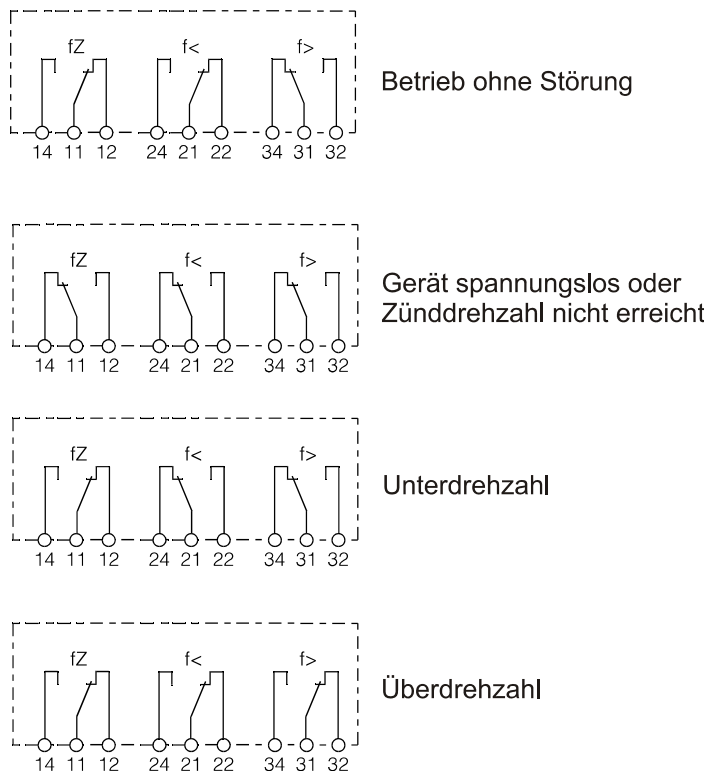 fZ f< f>
Betrieb ohne Störung
14 11 12 24 21 22 34 31 32
fZ f< f>
Gerät spannungslos oder
Zünddrehzahl nicht erreicht
14 11 12 24 21 22 34 31 32
fZ f< f>
Unterdrehzahl
14 11 12 24 21 22 34 31 32
fZ f< f>
Überdrehzahl
14 11 12 24 21 22 34 31 32